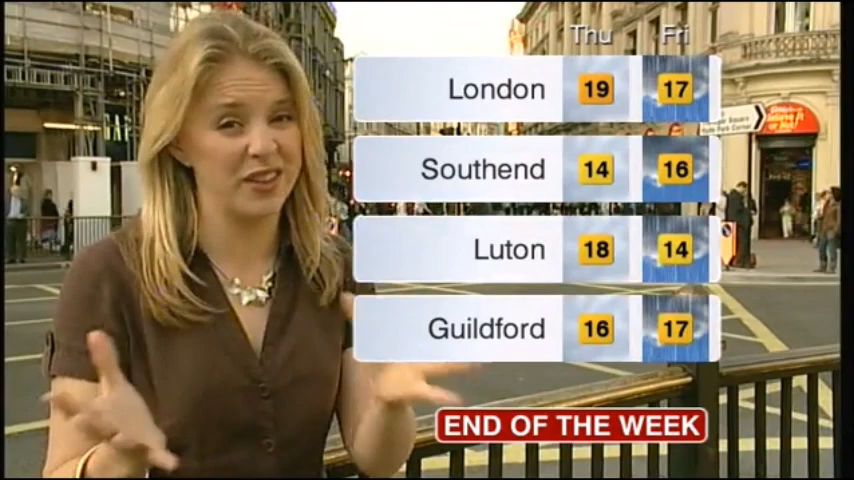 Thu Fri
London 19 17
Southend 14 16
Luton 18 14
Guildford 16 17
END OF THE WEEK